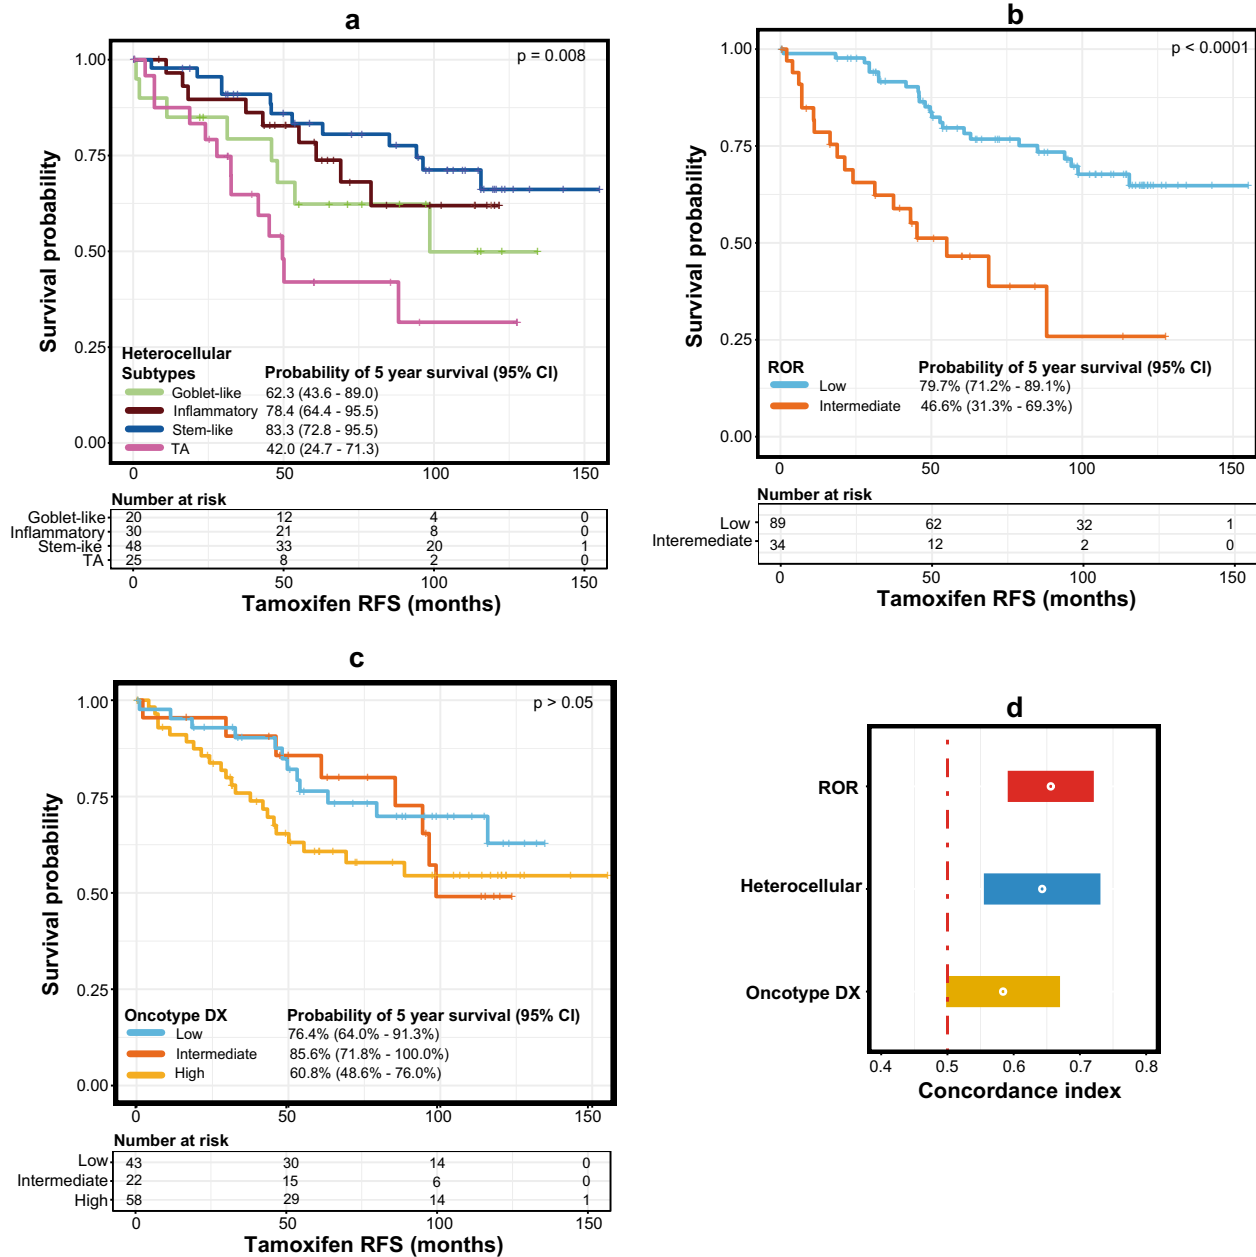 a
p = 0.008
1.00
0.75
0.50
0.25
0.00
Survival probability
Heterocellular
Subtypes
Probability of 5 year survival (95% CI)
Goblet-like 62.3 (43.6 - 89.0)
Inflammatory 78.4 (64.4 - 95.5)
Stem-like 83.3 (72.8 - 95.5)
TA 42.0 (24.7 - 71.3)
0 50 100 150
Number at risk
Goblet-like 20 12 4 0
Inflammatory 30 21 8 0
Stem-ike 48 33 20 1
TA 25 8 2 0
0 50 100 150
Tamoxifen RFS (months)
b
p < 0.0001
1.00
0.75
0.50
0.25
0.00
Survival probability
ROR Probability of 5 year survival (95% CI)
Low 79.7% (71.2% - 89.1%)
Intermediate 46.6% (31.3% - 69.3%)
0 50 100 150
Number at risk
Low 89 62 32 1
Interemediate 34 12 2 0
0 50 100 150
Tamoxifen RFS (months)
c
p > 0.05
1.00
0.75
0.50
0.25
0.00
Survival probability
Oncotype DX Probability of 5 year survival (95% CI)
Low 76.4% (64.0% - 91.3%)
Intermediate 85.6% (71.8% - 100.0%)
High 60.8% (48.6% - 76.0%)
0 50 100 150
Number at risk
Low 43 30 14 0
Intermediate 22 15 6 0
High 58 29 14 1
0 50 100 150
Tamoxifen RFS (months)
d
ROR
Heterocellular
Oncotype DX
0.4 0.5 0.6 0.7 0.8
Concordance index